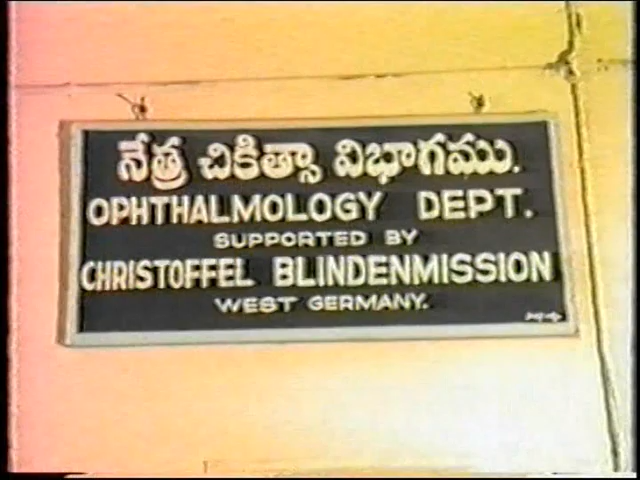 నేత్ర చికిత్సా విభాగము.
OPHTHALMOLOGY DEPT.
SUPPORTED BY
CHRISTOFFEL BLINDENMISSION
WEST GERMANY.